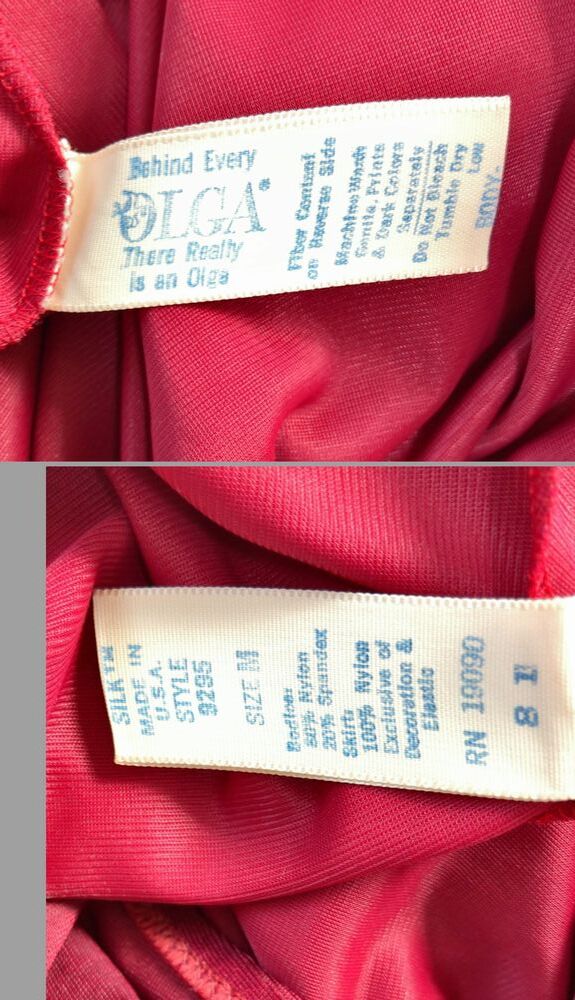 Behind Every
OLGA®
There Really
is an Olga
Fiber Content
on Reverse Side
Machine Wash
Gentle, Prints
& Dark Colors
Separately
Do Not Bleach
Tumble Dry
Low
BODY-
SILK TM
MADE IN
U.S.A.
STYLE
9295
SIZE M
Bodice:
80% Nylon
20% Spandex
Skirt:
100% Nylon
Exclusive of
Decoration &
Elastic
RN 19090
8